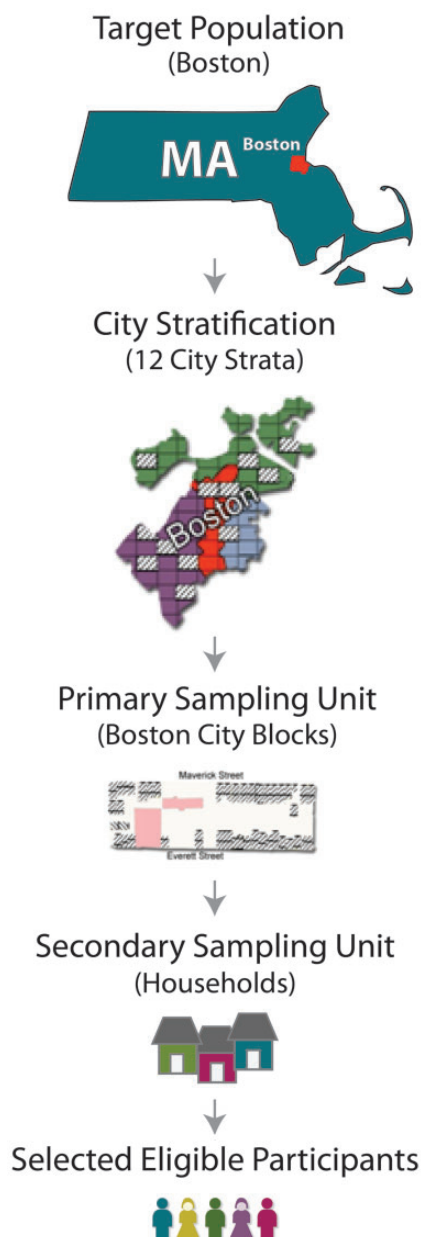 Target Population
(Boston)
MA
Boston
City Stratification
(12 City Strata)
Boston
Primary Sampling Unit
(Boston City Blocks)
Maverick Street
Everett Street
Secondary Sampling Unit
(Households)
Selected Eligible Participants